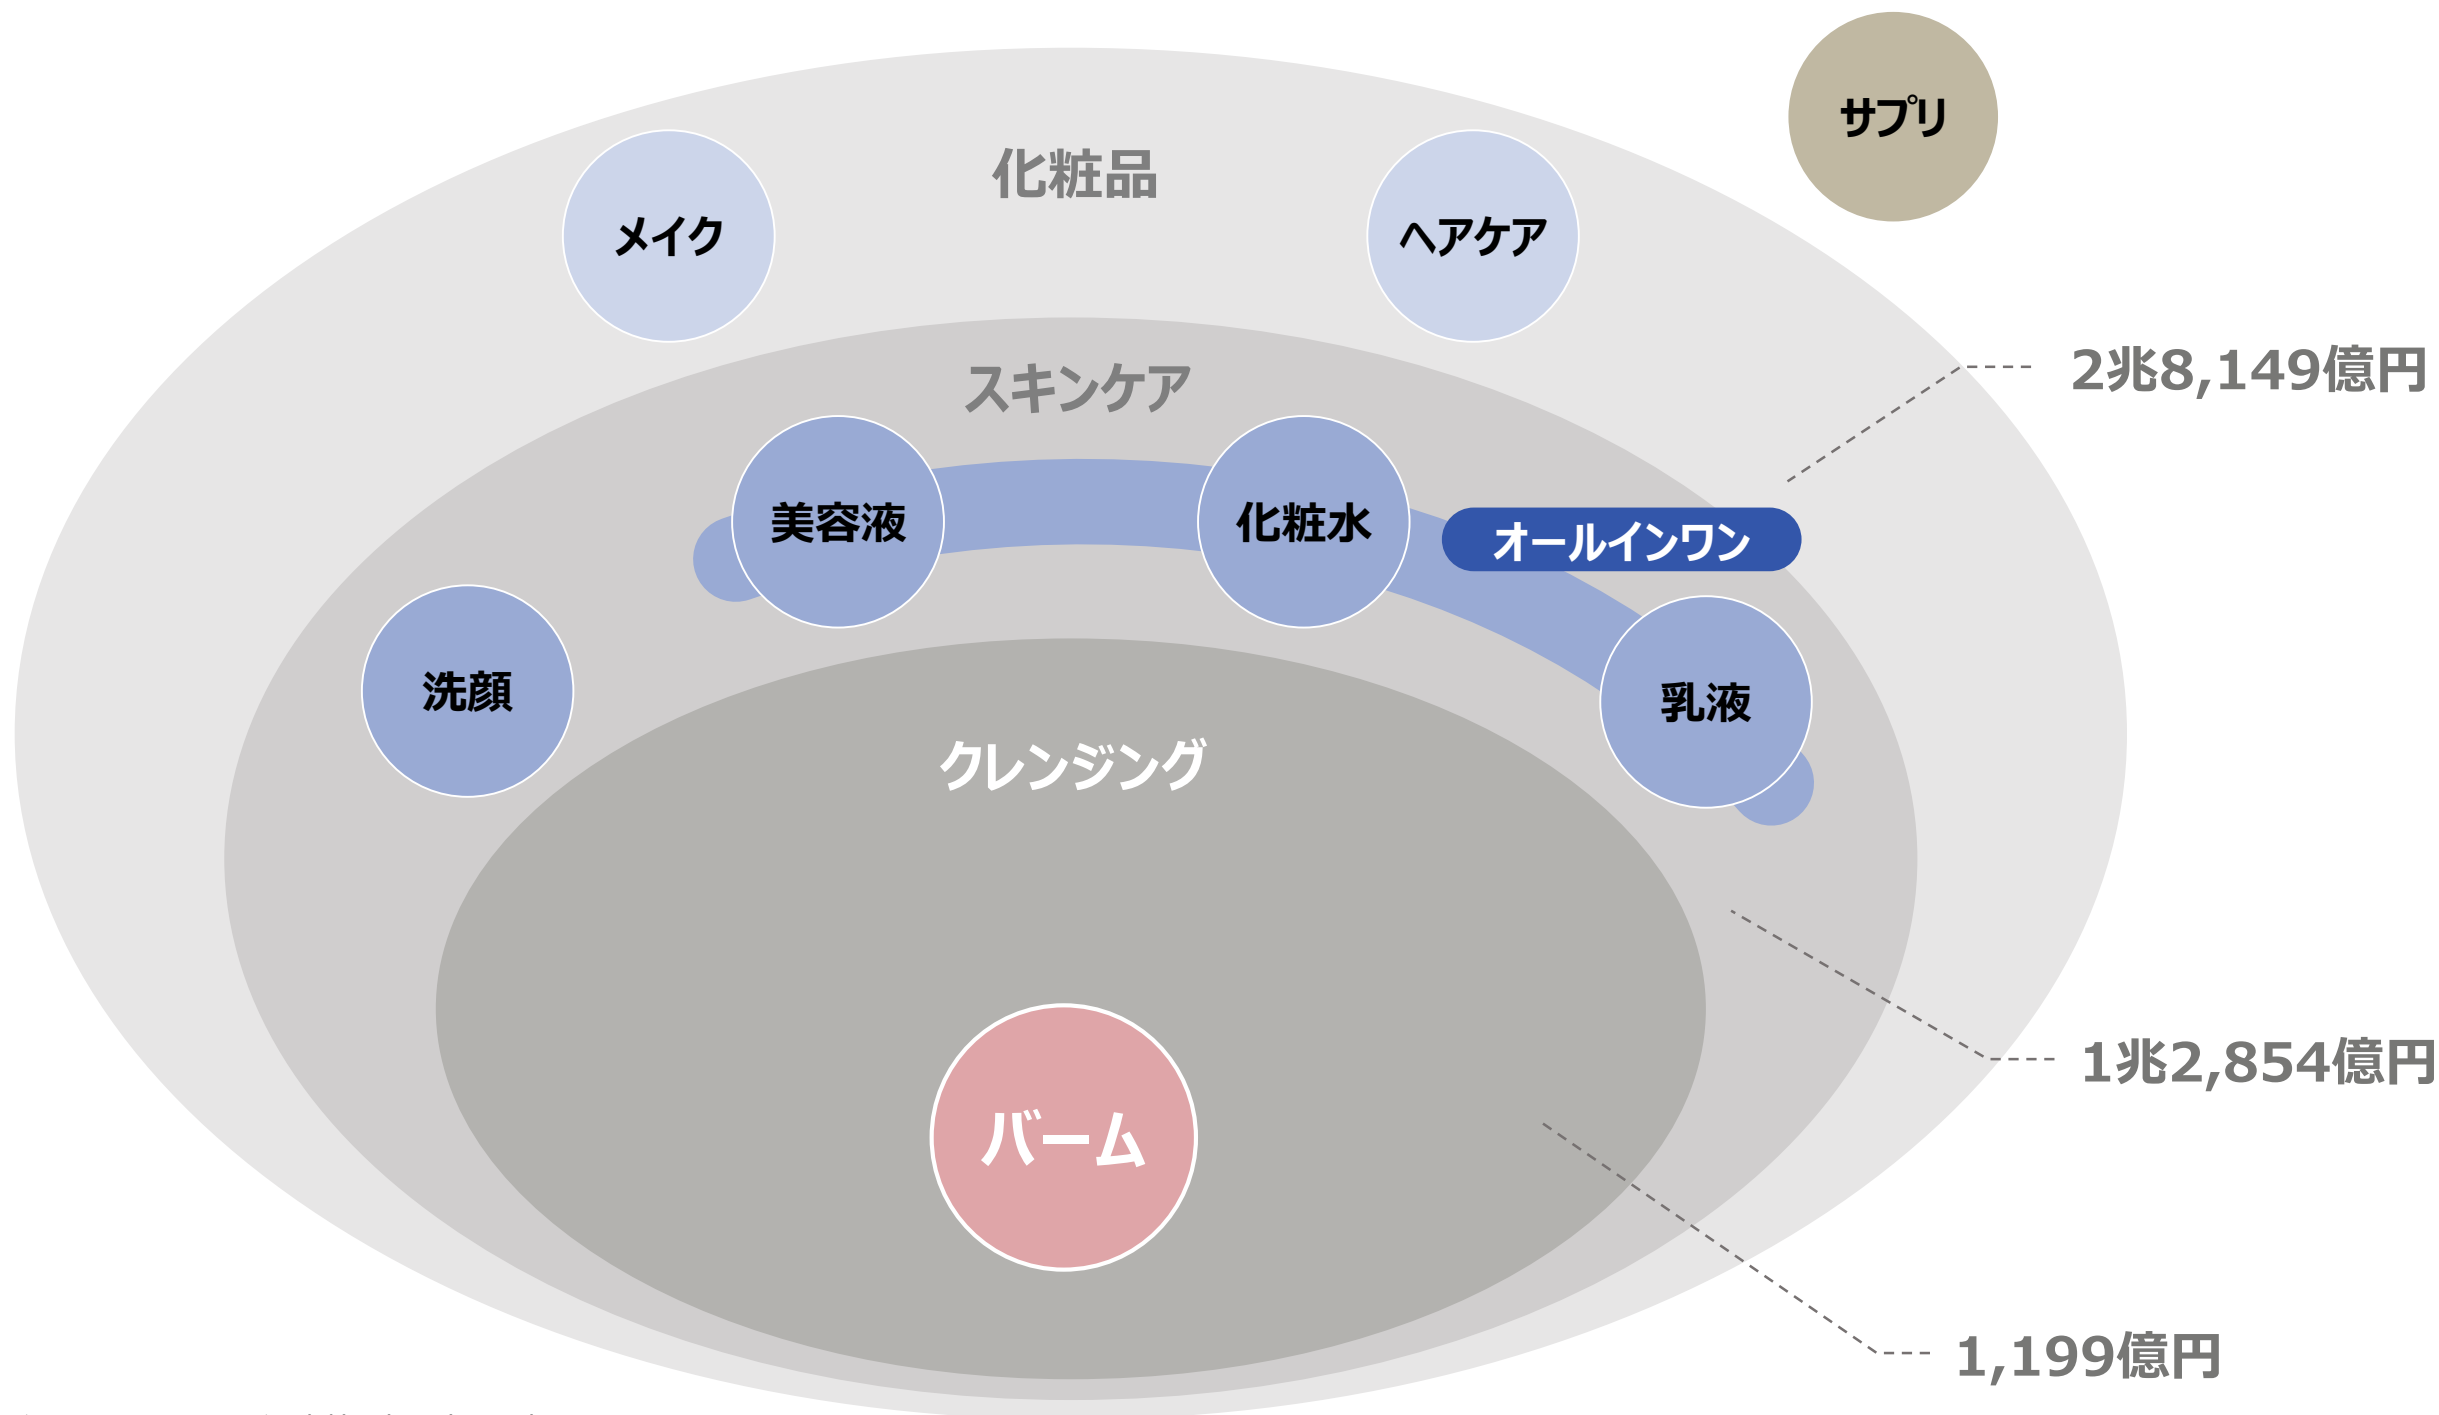 サプリ
化粧品
メイク
ヘアケア
2兆8,149億円
スキンケア
美容液
化粧水
オールインワン
洗顔
乳液
クレンジング
1兆2,854億円
バーム
1,199億円